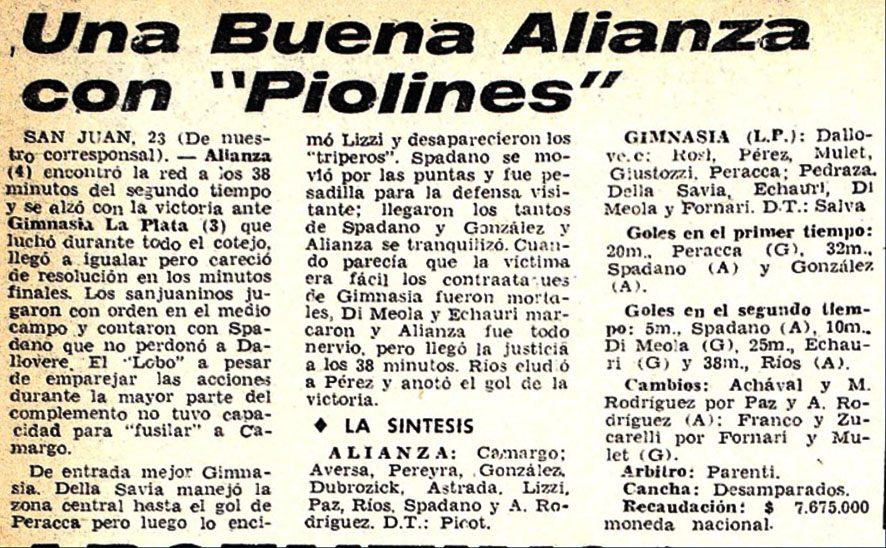 Una Buena Alianza
con "Piolines"
SAN JUAN, 23 (De nues-
tro corresponsal). — Alianza
(4) encontró la red a los 38
minutos del segundo tiempo
y se alzó con la victoria ante
Gimnasia La Plata (3) que
luchó durante todo el cotejo,
llegó a igualar pero careció
de resolución en los minutos
finales. Los sanjuaninos ju-
garon con orden en el medio
campo y contaron con Spa-
dano que no perdonó a Da-
llovere. El "Lobo" a pesar
de emparejar las acciones
durante la mayor parte del
complemento no tuvo capa-
cidad para "fusilar" a Ca-
margo.
De entrada mejor Gimna-
sia. Della Savia manejó la
zona central hasta el gol de
Peracca pero luego lo enci-
mó Lizzi y desaparecieron los
"triperos". Spadano se mo-
vió por las puntas y fue pe-
sadilla para la defensa visi-
tante; llegaron los tantos
de Spadano y González y
Alianza se tranquilizó. Cuan-
do parecía que la víctima
era fácil los contraataques
de Gimnasia fueron morta-
les, Di Meola y Echauri mar-
caron y Alianza fue todo
nervio, pero llegó la justicia
a los 38 minutos. Ríos eludió
a Pérez y anotó el gol de la
victoria.
♦ LA SINTESIS
ALIANZA: Camargo;
Aversa, Pereyra, González,
Dubrozick, Astrada, Lizzi,
Paz, Ríos, Spadano y A. Ro-
dríguez. D.T.: Picot.
GIMNASIA (L.P.): Dallo-
vere; Rosl, Pérez, Mulet,
Giustozzi, Peracca; Pedraza.
Della Savia, Echauri, Di
Meola y Fornari. D.T.: Salva
Goles en el primer tiempo:
20m., Peracca (G), 32m.,
Spadano (A) y González
(A).
Goles en el segundo tiem-
po: 5m., Spadano (A), 10m.,
Di Meola (G), 25m., Echau-
ri (G) y 38m., Ríos (A).
Cambios: Achával y M.
Rodríguez por Paz y A. Ro-
dríguez (A); Franco y Zu-
carelli por Fornari y Mu-
let (G).
Arbitro: Parenti.
Cancha: Desamparados.
Recaudación: $ 7.675.000
moneda nacional.